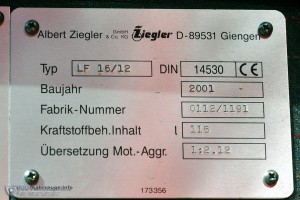 Albert Ziegler GmbH & Co. KG Ziegler D-89531 Giengen
Typ LF 16/12 DIN 14530 CE
Baujahr 2001
Fabrik-Nummer 0112/1191
Kraftstoffbeh.Inhalt l 115
Übersetzung Mot.-Aggr. 1:2.12
173356